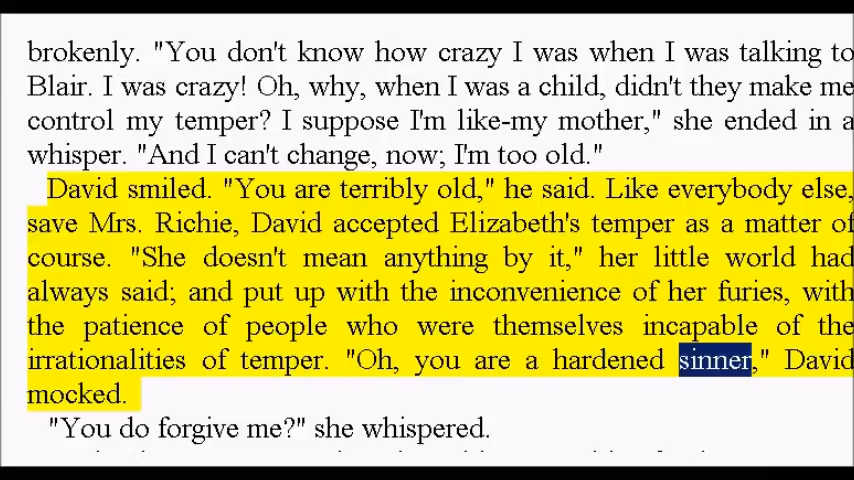 brokenly. "You don't know how crazy I was when I was talking to
Blair. I was crazy! Oh, why, when I was a child, didn't they make me
control my temper? I suppose I'm like-my mother," she ended in a
whisper. "And I can't change, now; I'm too old."
David smiled. "You are terribly old," he said. Like everybody else,
save Mrs. Richie, David accepted Elizabeth's temper as a matter of
course. "She doesn't mean anything by it," her little world had
always said; and put up with the inconvenience of her furies, with
the patience of people who were themselves incapable of the
irrationalities of temper. "Oh, you are a hardened sinner," David
mocked.
"You do forgive me?" she whispered.